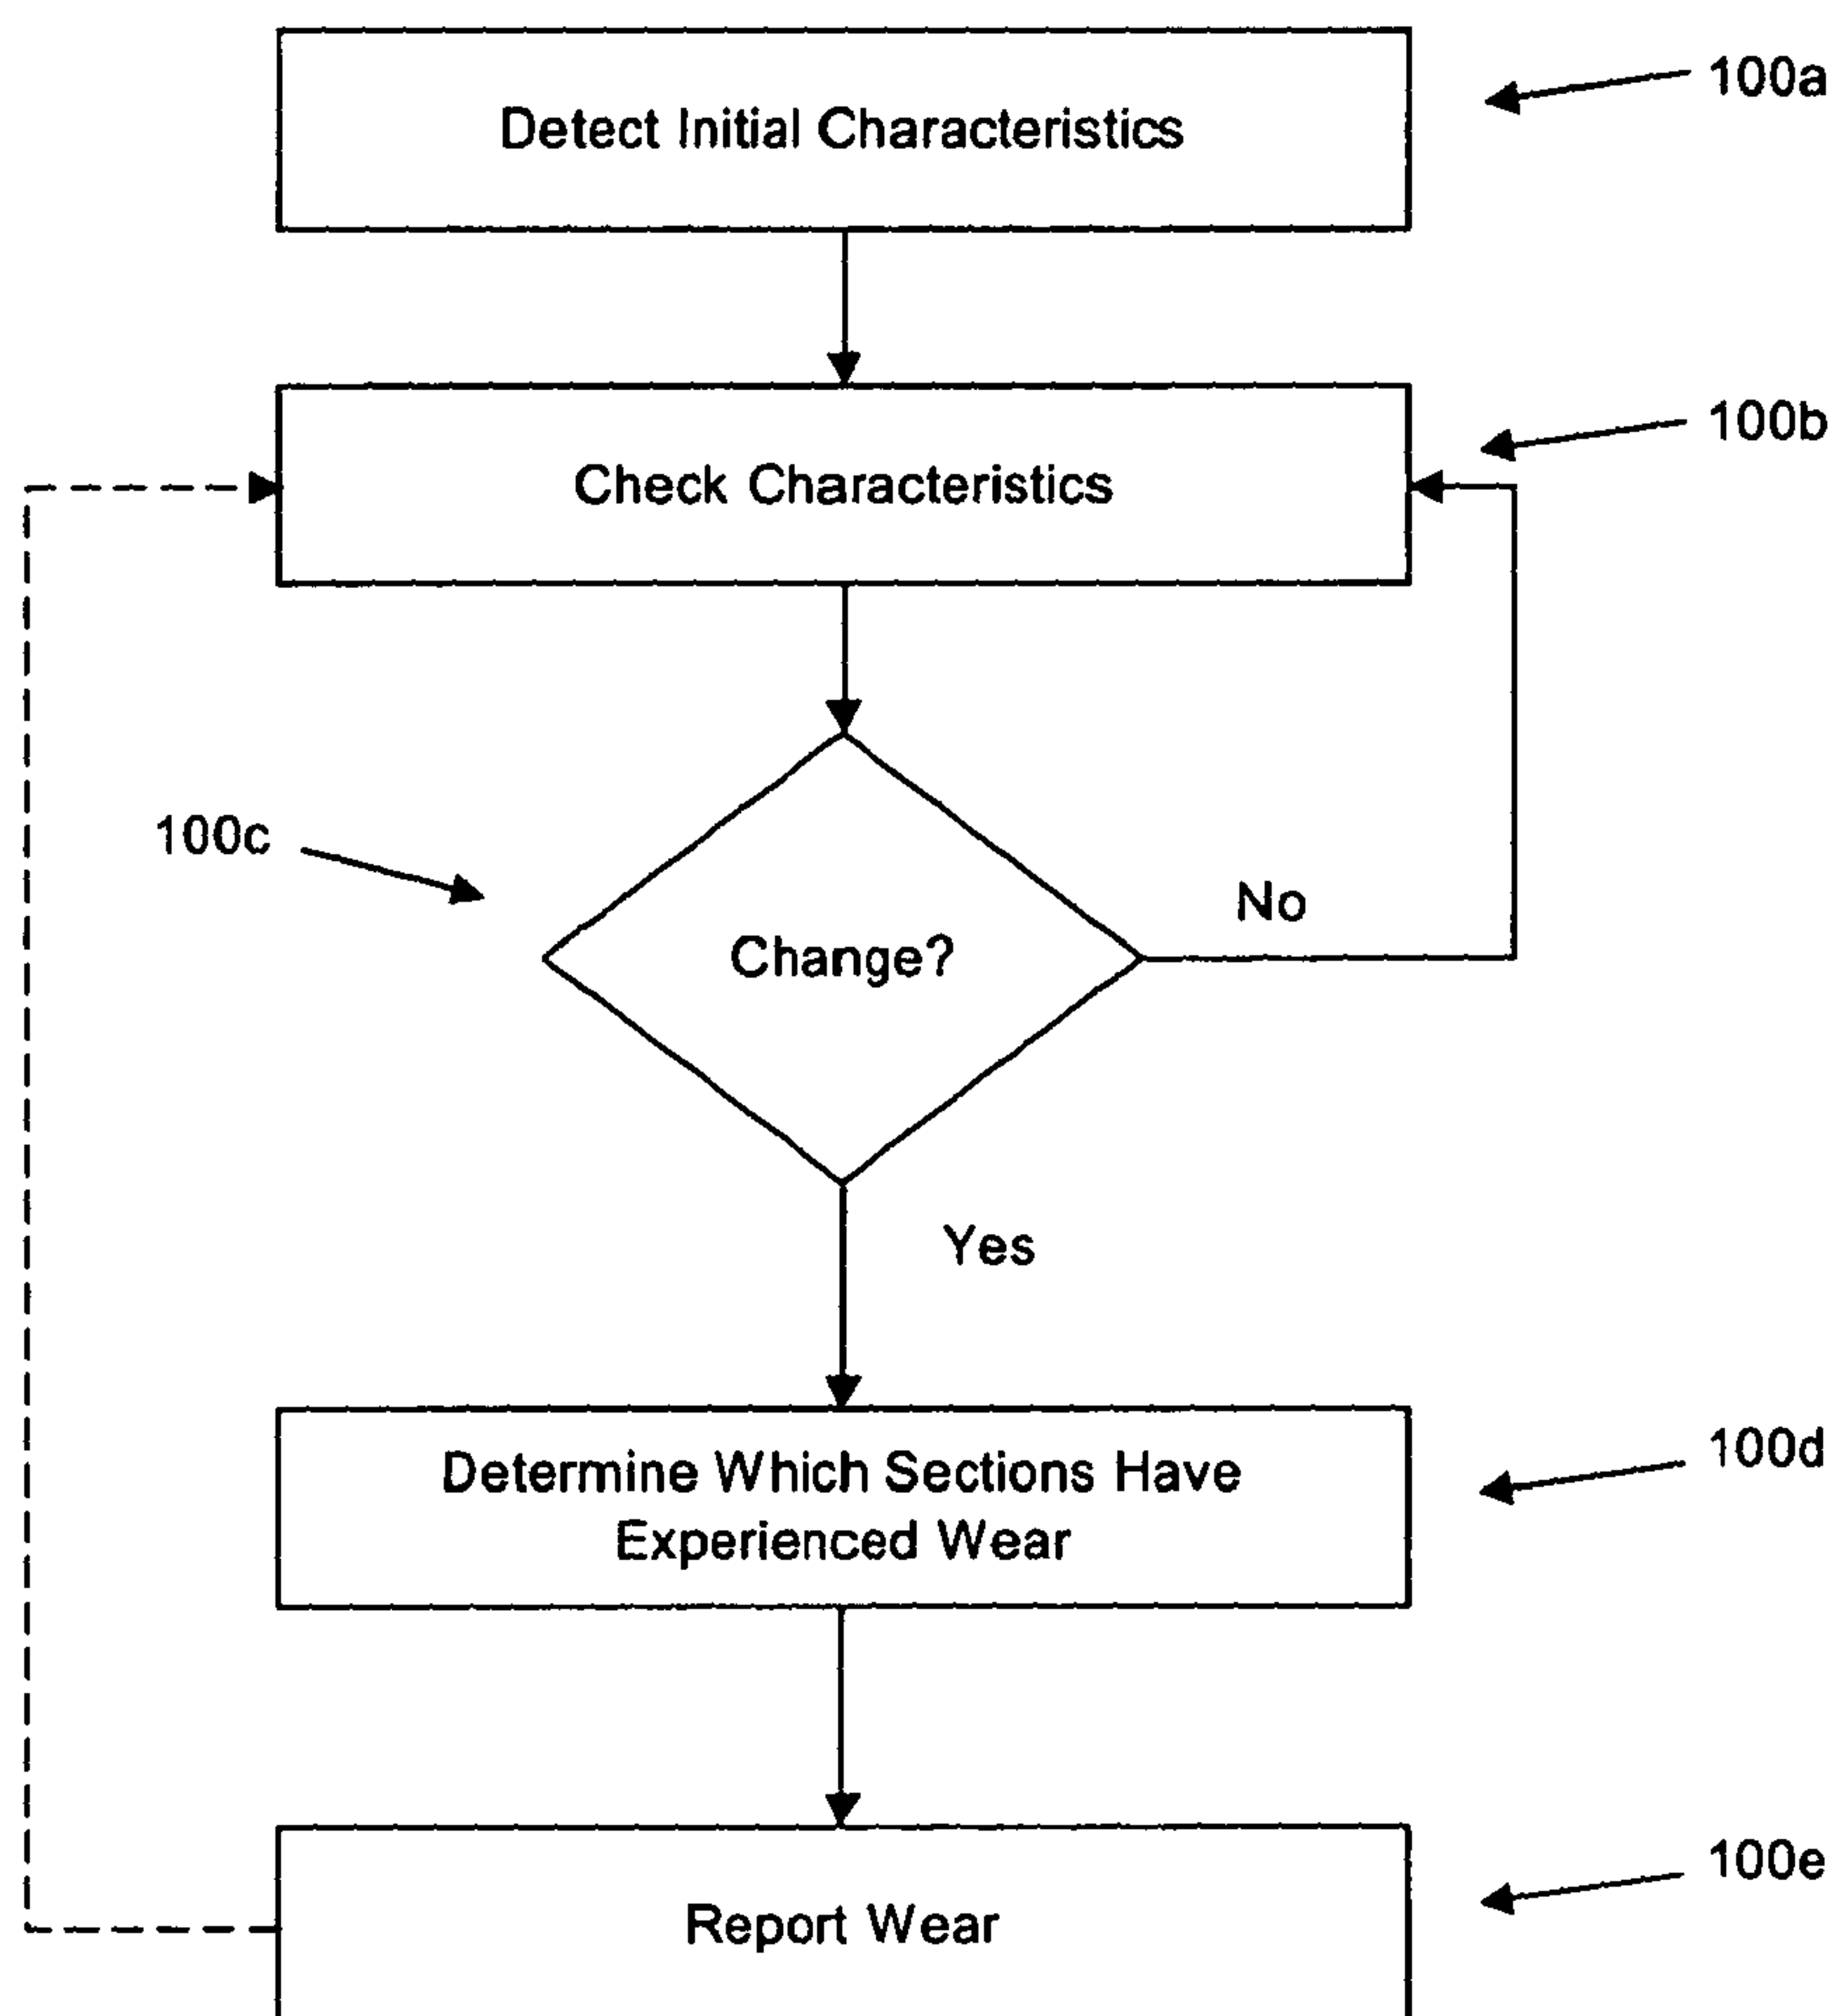 Detect Initial Characteristics
100a
Check Characteristics
100b
100c
Change?
No
Yes
Determine Which Sections Have
Experienced Wear
100d
Report Wear
100e